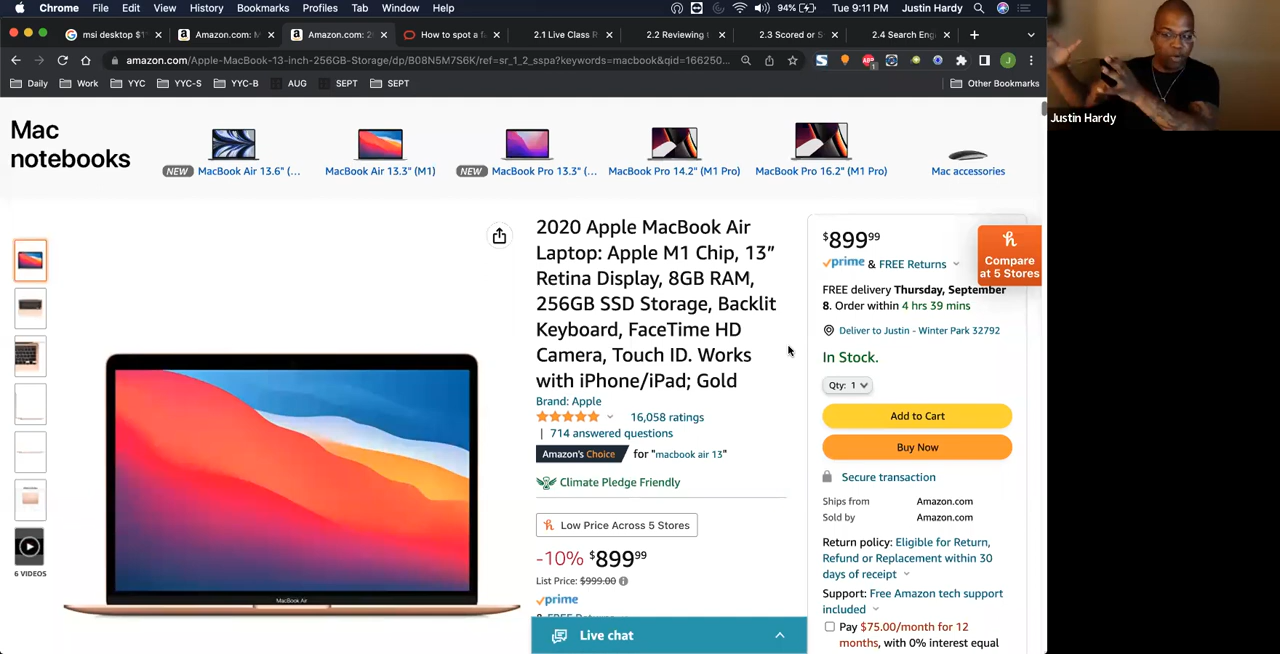 Chrome File Edit View History Bookmarks Profiles Tab Window Help 94% Tue 9:11 PM Justin Hardy
msi desktop $1 Amazon.com: M Amazon.com: 2 How to spot a fa 2.1 Live Class R 2.2 Reviewing 2.3 Scored or S 2.4 Search Eng
amazon.com/Apple-MacBook-13-inch-256GB-Storage/dp/B08N5M7S6K/ref=sr_1_2_sspa?keywords=macbook&qid=166250...
Daily Work YYC YYC-S YYC-B AUG SEPT SEPT Other Bookmarks
Justin Hardy
Mac
notebooks
NEW MacBook Air 13.6" (... MacBook Air 13.3" (M1) NEW MacBook Pro 13.3" (... MacBook Pro 14.2" (M1 Pro) MacBook Pro 16.2" (M1 Pro) Mac accessories
6 VIDEOS
MacBook Air
2020 Apple MacBook Air
Laptop: Apple M1 Chip, 13”
Retina Display, 8GB RAM,
256GB SSD Storage, Backlit
Keyboard, FaceTime HD
Camera, Touch ID. Works
with iPhone/iPad; Gold
Brand: Apple
16,058 ratings
| 714 answered questions
Amazon's Choice for "macbook air 13"
Climate Pledge Friendly
Low Price Across 5 Stores
-10% $899.99
List Price: $999.00
prime
& FREE Returns
Live chat
$899.99
prime & FREE Returns
FREE delivery Thursday, September
8. Order within 4 hrs 39 mins
Deliver to Justin - Winter Park 32792
In Stock.
Qty: 1
Add to Cart
Buy Now
Secure transaction
Ships from Amazon.com
Sold by Amazon.com
Return policy: Eligible for Return,
Refund or Replacement within 30
days of receipt
Support: Free Amazon tech support
included
Pay $75.00/month for 12
months, with 0% interest equal
Compare
at 5 Stores